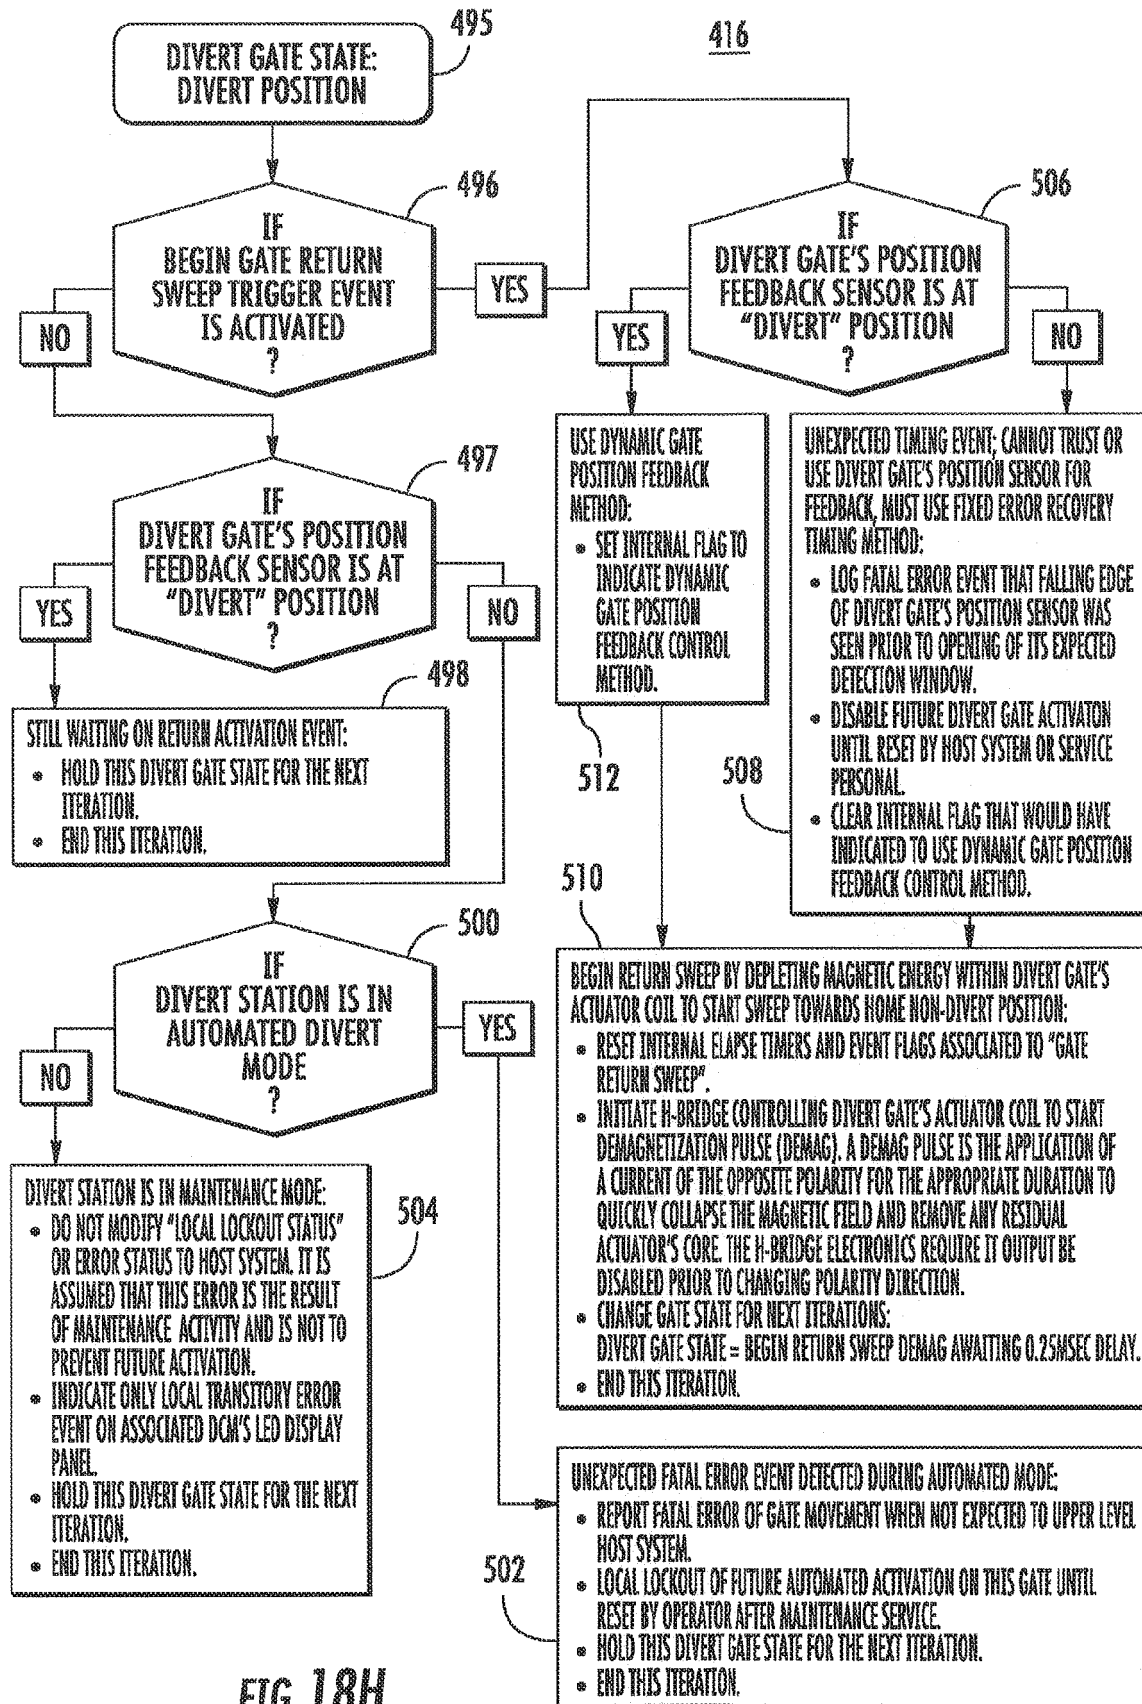 495
416
DIVERT GATE STATE:
DIVERT POSITION
496
IF
BEGIN GATE RETURN
SWEEP TRIGGER EVENT
IS ACTIVATED
?
YES
NO
506
IF
DIVERT GATE'S POSITION
FEEDBACK SENSOR IS AT
"DIVERT" POSITION
?
YES
NO
497
IF
DIVERT GATE'S POSITION
FEEDBACK SENSOR IS AT
"DIVERT" POSITION
?
YES
NO
498
STILL WAITING ON RETURN ACTIVATION EVENT:
• HOLD THIS DIVERT GATE STATE FOR THE NEXT
ITERATION.
• END THIS ITERATION.
USE DYNAMIC GATE
POSITION FEEDBACK
METHOD:
• SET INTERNAL FLAG TO
INDICATE DYNAMIC
GATE POSITION
FEEDBACK CONTROL
METHOD.
512
UNEXPECTED TIMING EVENT; CANNOT TRUST OR
USE DIVERT GATE'S POSITION SENSOR FOR
FEEDBACK, MUST USE FIXED ERROR RECOVERY
TIMING METHOD:
• LOG FATAL ERROR EVENT THAT FALLING EDGE
OF DIVERT GATE'S POSITION SENSOR WAS
SEEN PRIOR TO OPENING OF ITS EXPECTED
DETECTION WINDOW.
• DISABLE FUTURE DIVERT GATE ACTIVATON
UNTIL RESET BY HOST SYSTEM OR SERVICE
PERSONAL.
• CLEAR INTERNAL FLAG THAT WOULD HAVE
INDICATED TO USE DYNAMIC GATE POSITION
FEEDBACK CONTROL METHOD.
508
500
IF
DIVERT STATION IS IN
AUTOMATED DIVERT
MODE
?
YES
NO
510
BEGIN RETURN SWEEP BY DEPLETING MAGNETIC ENERGY WITHIN DIVERT GATE'S
ACTUATOR COIL TO START SWEEP TOWARDS HOME NON-DIVERT POSITION:
• RESET INTERNAL ELAPSE TIMERS AND EVENT FLAGS ASSOCIATED TO "GATE
RETURN SWEEP".
• INITIATE H-BRIDGE CONTROLLING DIVERT GATE'S ACTUATOR COIL TO START
DEMAGNETIZATION PULSE (DEMAG). A DEMAG PULSE IS THE APPLICATION OF
A CURRENT OF THE OPPOSITE POLARITY FOR THE APPROPRIATE DURATION TO
QUICKLY COLLAPSE THE MAGNETIC FIELD AND REMOVE ANY RESIDUAL
ACTUATOR'S CORE. THE H-BRIDGE ELECTRONICS REQUIRE IT OUTPUT BE
DISABLED PRIOR TO CHANGING POLARITY DIRECTION.
• CHANGE GATE STATE FOR NEXT ITERATIONS:
DIVERT GATE STATE = BEGIN RETURN SWEEP DEMAG AWAITING 0.25MSEC DELAY.
• END THIS ITERATION.
DIVERT STATION IS IN MAINTENANCE MODE:
• DO NOT MODIFY "LOCAL LOCKOUT STATUS"
OR ERROR STATUS TO HOST SYSTEM. IT IS
ASSUMED THAT THIS ERROR IS THE RESULT
OF MAINTENANCE ACTIVITY AND IS NOT TO
PREVENT FUTURE ACTIVATION.
• INDICATE ONLY LOCAL TRANSITORY ERROR
EVENT ON ASSOCIATED DCM'S LED DISPLAY
PANEL.
• HOLD THIS DIVERT GATE STATE FOR THE NEXT
ITERATION.
• END THIS ITERATION.
504
502
UNEXPECTED FATAL ERROR EVENT DETECTED DURING AUTOMATED MODE:
• REPORT FATAL ERROR OF GATE MOVEMENT WHEN NOT EXPECTED TO UPPER LEVEL
HOST SYSTEM.
• LOCAL LOCKOUT OF FUTURE AUTOMATED ACTIVATION ON THIS GATE UNTIL
RESET BY OPERATOR AFTER MAINTENANCE SERVICE.
• HOLD THIS DIVERT GATE STATE FOR THE NEXT ITERATION.
• END THIS ITERATION.
FIG. 18H